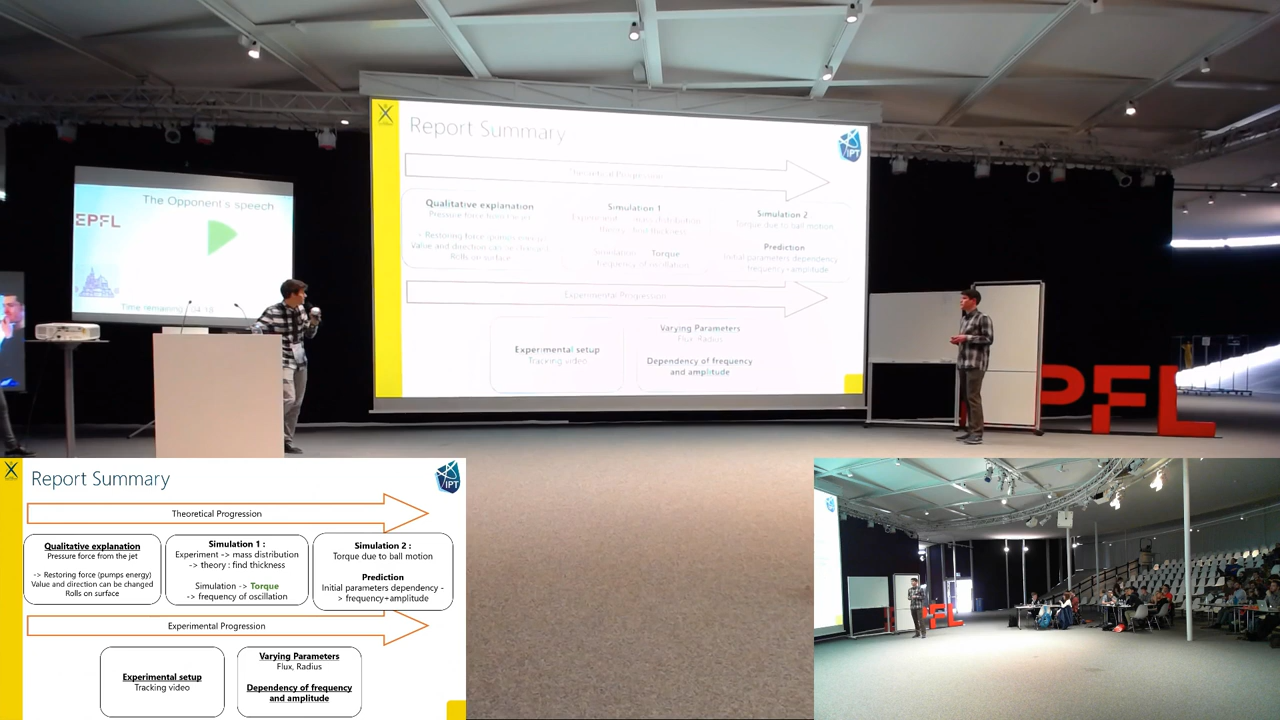 Report Summary
IPT
Theoretical Progression
Qualitative explanation
Pressure force from the jet
- Restoring force (pumps energy)
Value and direction can be changed
Rolls on surface
Simulation 1
Experiment -> mass distribution
theory : find thickness
Simulation Torque
frequency of oscillation
Simulation 2
Torque due to ball motion
Prediction
Initial parameters dependency
frequency+amplitude
Experimental Progression
Experimental setup
Tracking video
Varying Parameters
Flux, Radius
Dependency of frequency
and amplitude
The Opponent's speech
EPFL
Time remaining : 04:18
PFL
Report Summary
IPT
Theoretical Progression
Qualitative explanation
Pressure force from the jet
-> Restoring force (pumps energy)
Value and direction can be changed
Rolls on surface
Simulation 1 :
Experiment -> mass distribution
-> theory : find thickness
Simulation -> Torque
-> frequency of oscillation
Simulation 2 :
Torque due to ball motion
Prediction
Initial parameters dependency -
> frequency+amplitude
Experimental Progression
Experimental setup
Tracking video
Varying Parameters
Flux, Radius
Dependency of frequency
and amplitude
PFL